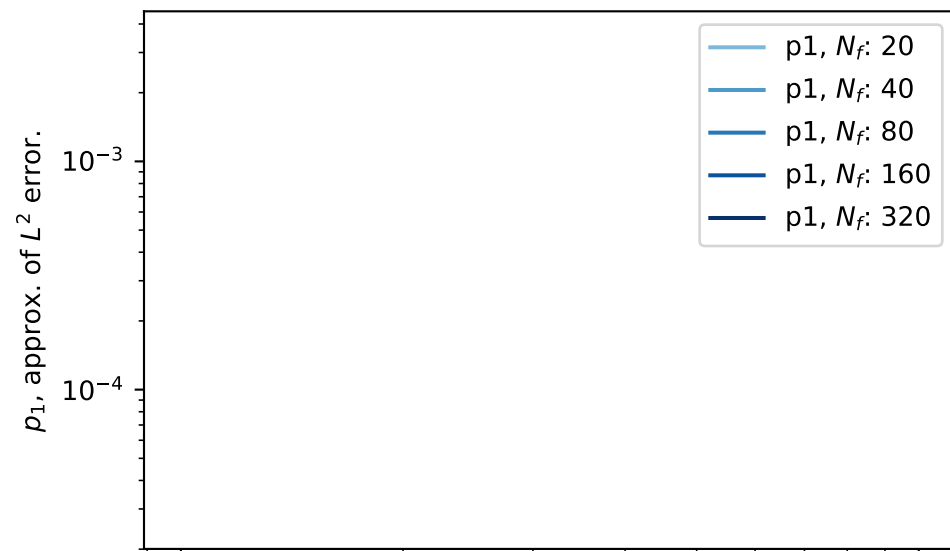 p₁, approx. of L² error.
10⁻³
10⁻⁴
p1, N_f: 20
p1, N_f: 40
p1, N_f: 80
p1, N_f: 160
p1, N_f: 320